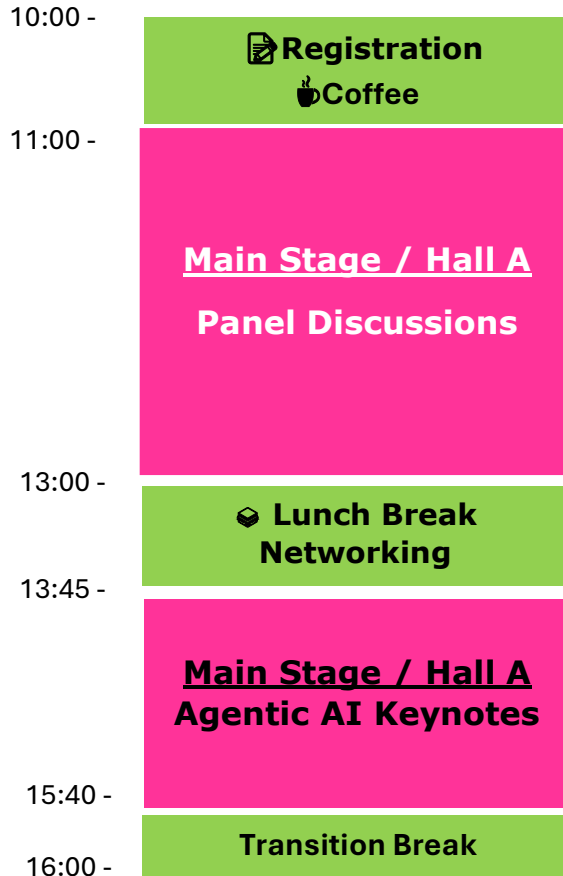 10:00 -
Registration
Coffee
11:00 -
Main Stage / Hall A
Panel Discussions
13:00 -
Lunch Break
Networking
13:45 -
Main Stage / Hall A
Agentic AI Keynotes
15:40 -
Transition Break
16:00 -